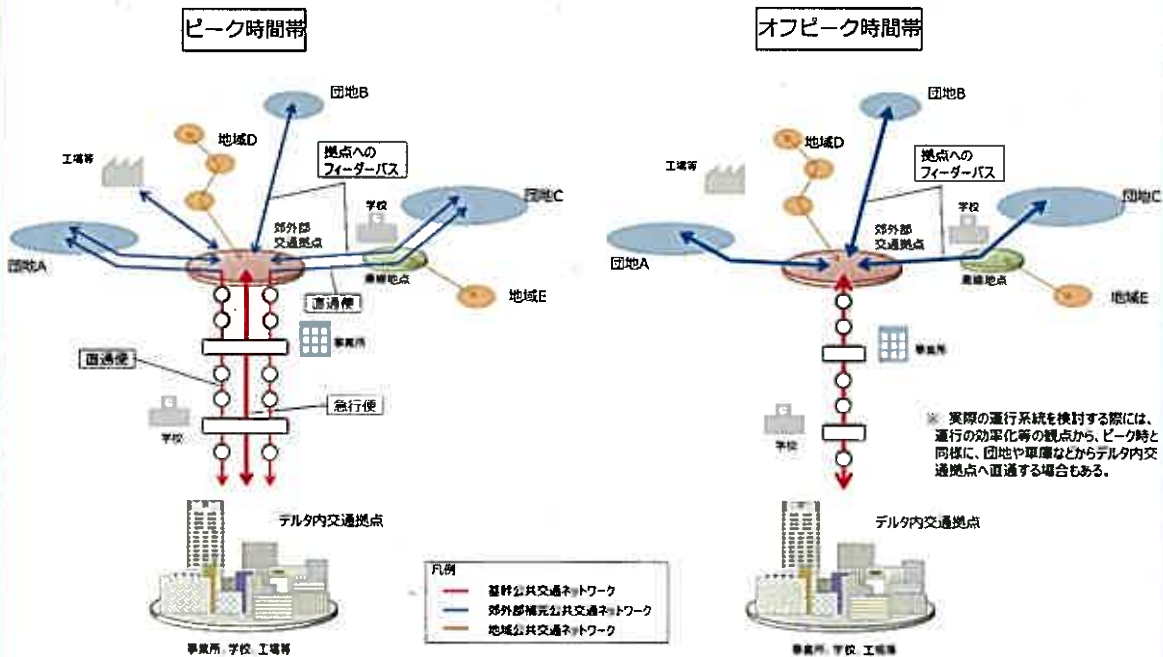 ピーク時間帯
団地B
地域D
工場等
拠点への
フィーダーバス
団地C
学校
郊外部
交通拠点
団地A
乗継地点
直通便
地域E
事業所
直通便
急行便
学校
デルタ内交通拠点
事業所、学校、工場等
オフピーク時間帯
団地B
地域D
工場等
拠点への
フィーダーバス
団地C
学校
郊外部
交通拠点
団地A
乗継地点
地域E
事業所
学校
※ 実際の運行系統を検討する際には、
運行の効率化等の観点から、ピーク時と
同様に、団地や車庫などからデルタ内交
通拠点へ直通する場合もある。
デルタ内交通拠点
事業所、学校、工場等
凡例
基幹公共交通ネットワーク
郊外部補完公共交通ネットワーク
地域公共交通ネットワーク